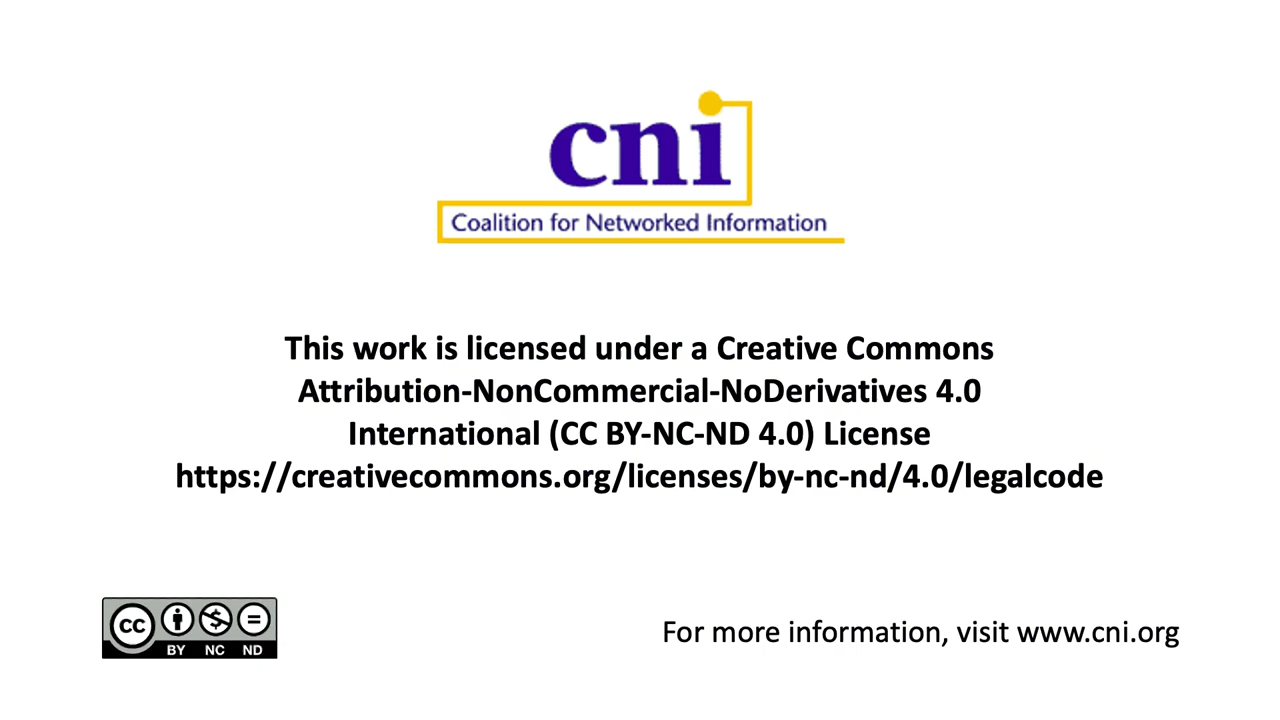 cni
Coalition for Networked Information
This work is licensed under a Creative Commons
Attribution-NonCommercial-NoDerivatives 4.0
International (CC BY-NC-ND 4.0) License
https://creativecommons.org/licenses/by-nc-nd/4.0/legalcode
cc
BY NC ND
For more information, visit www.cni.org